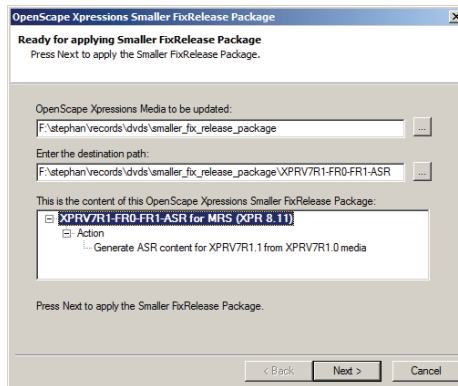 OpenScape Xpressions Smaller FixRelease Package
Ready for applying Smaller FixRelease Package
Press Next to apply the Smaller FixRelease Package.
OpenScape Xpressions Media to be updated:
F:\stephan\records\dvds\smaller_fix_release_package
...
Enter the destination path:
F:\stephan\records\dvds\smaller_fix_release_package\XPRV7R1-FR0-FR1-ASR
...
This is the content of this OpenScape Xpressions Smaller FixRelease Package:
XPRV7R1-FR0-FR1-ASR for MRS (XPR 8.11)
Action
Generate ASR content for XPRV7R1.1 from XPRV7R1.0 media
Press Next to apply the Smaller FixRelease Package.
< Back Next > Cancel